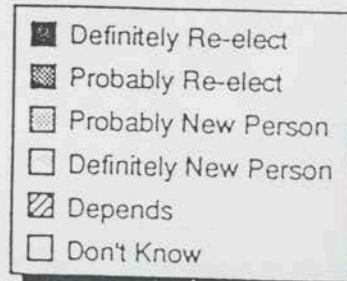 Definitely Re-elect
Probably Re-elect
Probably New Person
Definitely New Person
Depends
Don't Know